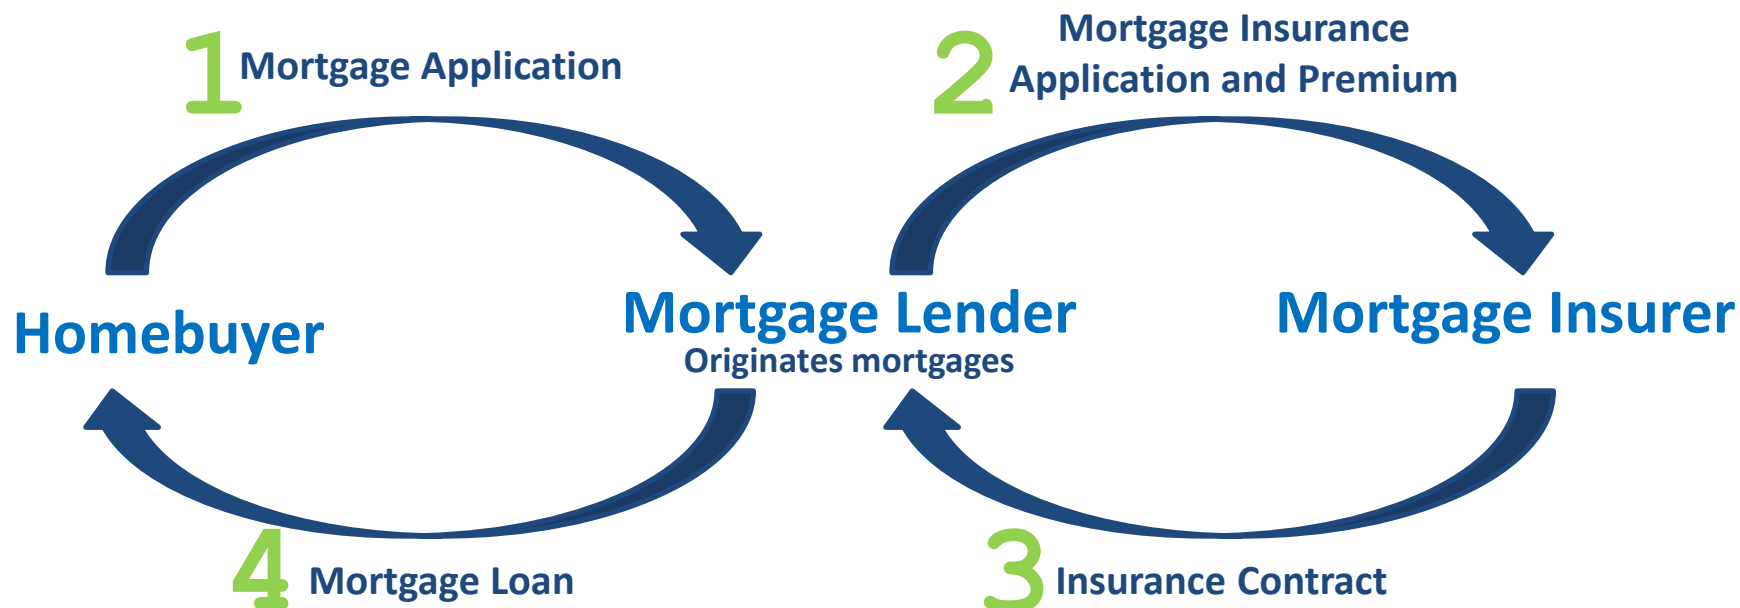 1 Mortgage Application
2 Mortgage Insurance
Application and Premium
Homebuyer
Mortgage Lender
Originates mortgages
Mortgage Insurer
4 Mortgage Loan
3 Insurance Contract